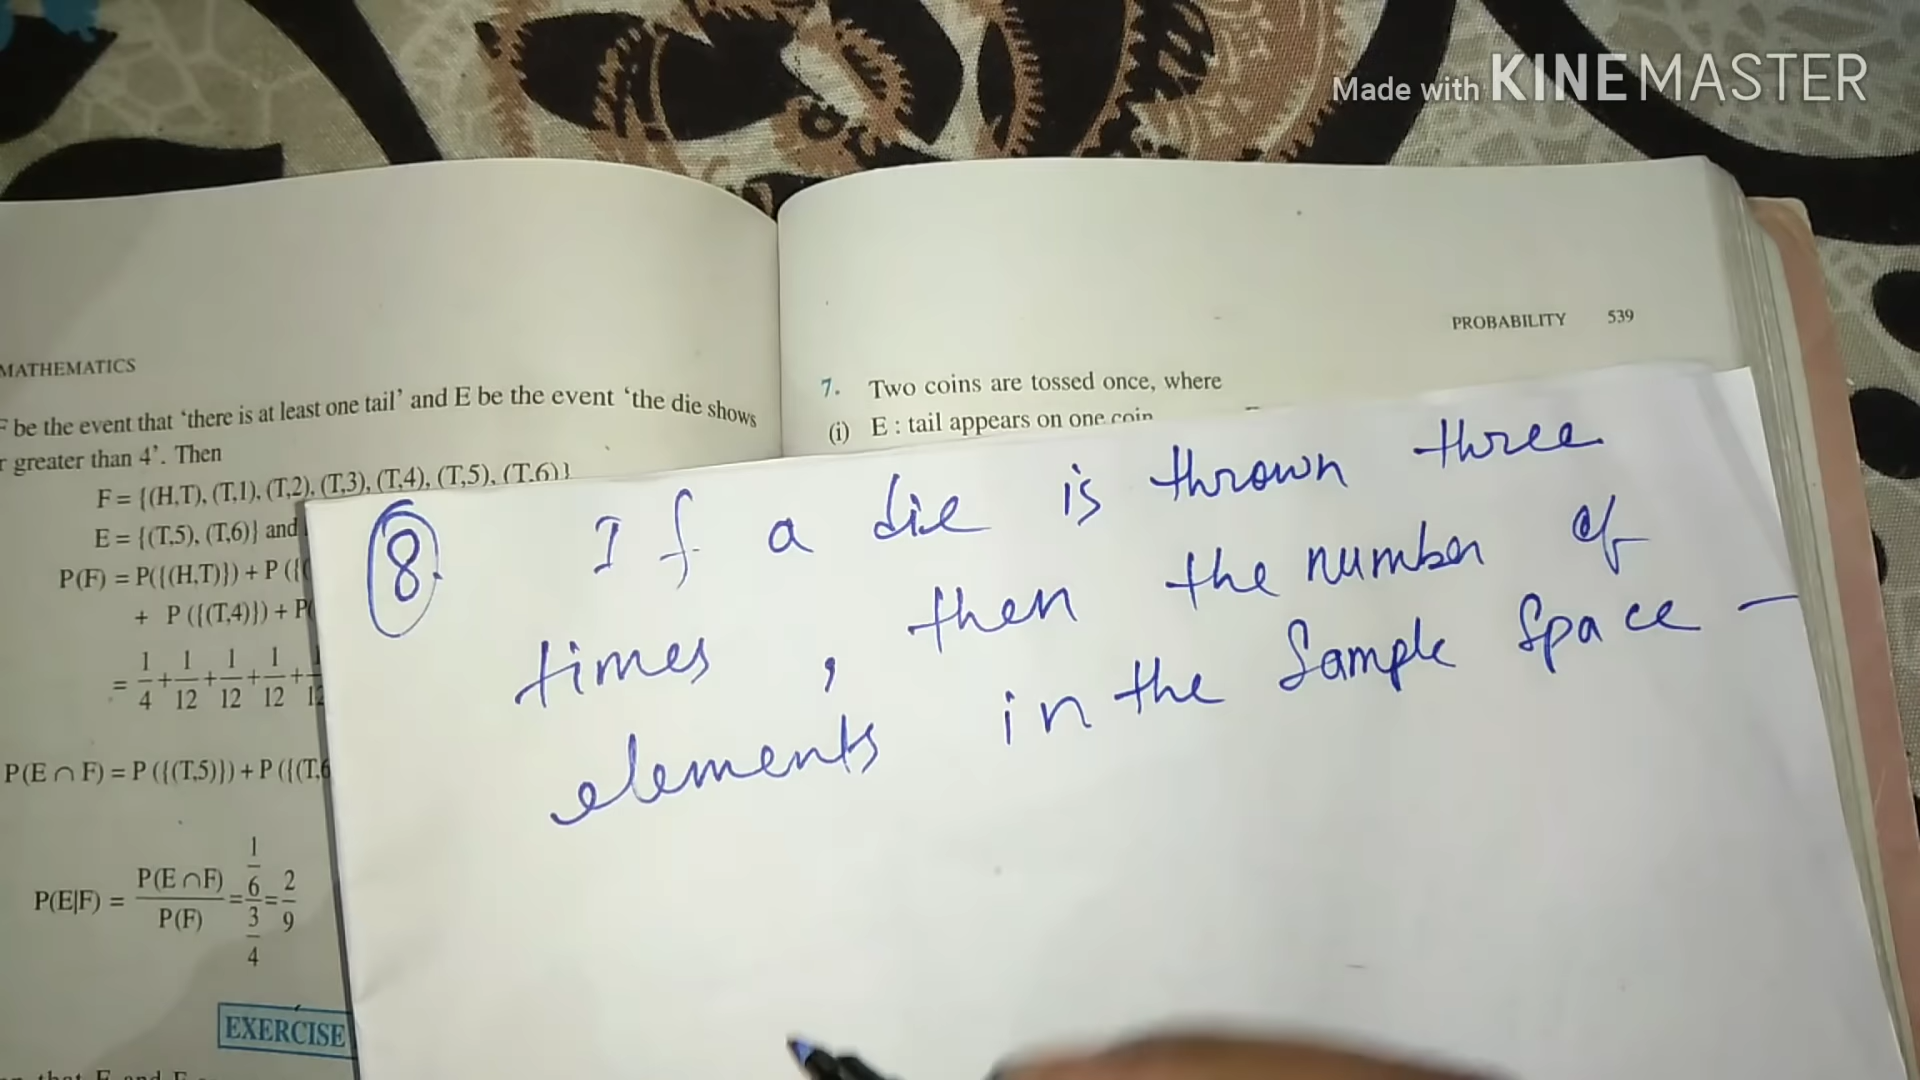 Made with KINEMASTER
MATHEMATICS
F be the event that ‘there is at least one tail’ and E be the event ‘the die shows
greater than 4’. Then
F = {(H,T), (T,1), (T,2), (T,3), (T,4), (T,5), (T,6)}
E = {(T,5), (T,6)} and
P(F) = P({(H,T)}) + P ({(
+ P ({(T,4)}) + P(
= 1/4 + 1/12 + 1/12 + 1/12 +
P(E ∩ F) = P ({(T,5)}) + P ({(T,6
P(E|F) = P(E ∩ F)/P(F) = (1/6)/(3/4) = 2/9
EXERCISE
PROBABILITY 539
7. Two coins are tossed once, where
(i) E : tail appears on one coin
8. If a die is thrown three
times, then the number of
elements in the sample space —